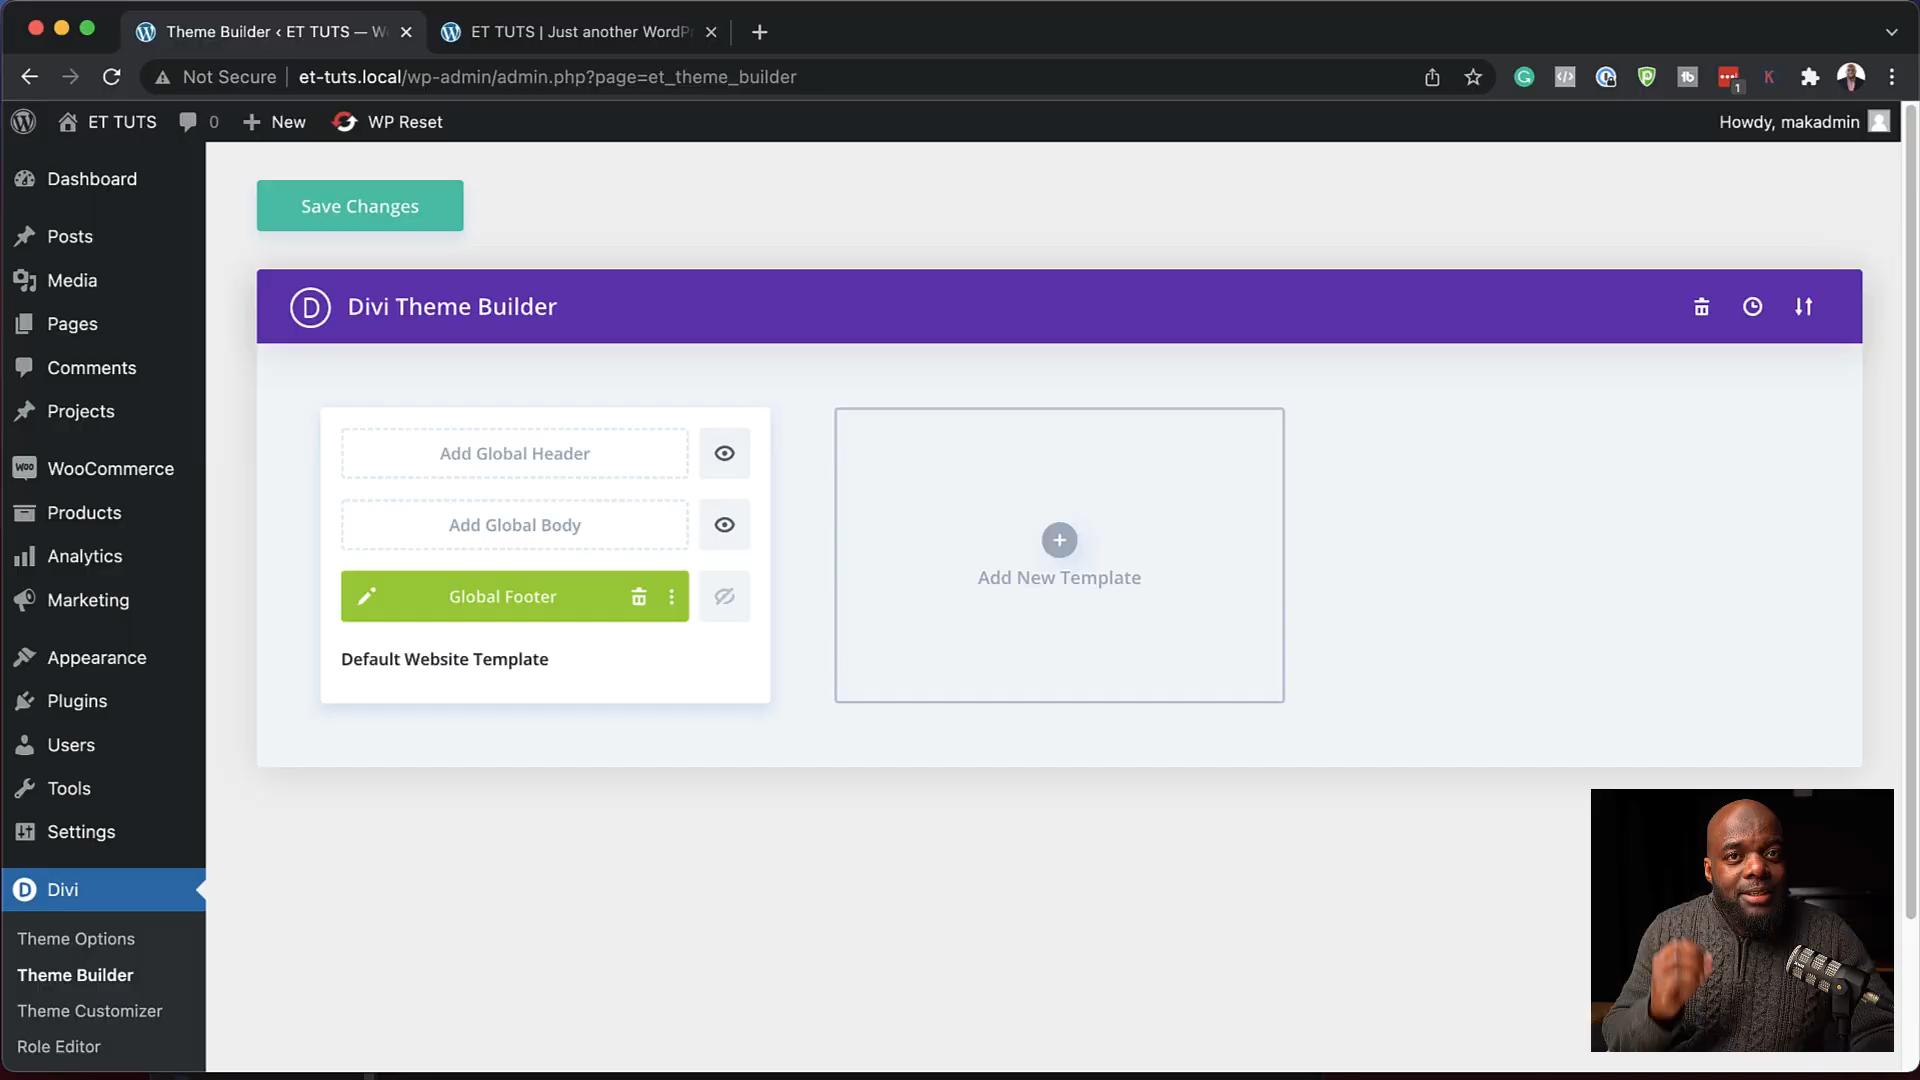 Theme Builder ‹ ET TUTS — W
ET TUTS | Just another WordP
Not Secure
et-tuts.local/wp-admin/admin.php?page=et_theme_builder
1
K
ET TUTS
0
New
WP Reset
Howdy, makadmin
Dashboard
Posts
Media
Pages
Comments
Projects
WooCommerce
Products
Analytics
Marketing
Appearance
Plugins
Users
Tools
Settings
Divi
Theme Options
Theme Builder
Theme Customizer
Role Editor
Save Changes
D
Divi Theme Builder
Add Global Header
Add Global Body
Global Footer
Default Website Template
Add New Template